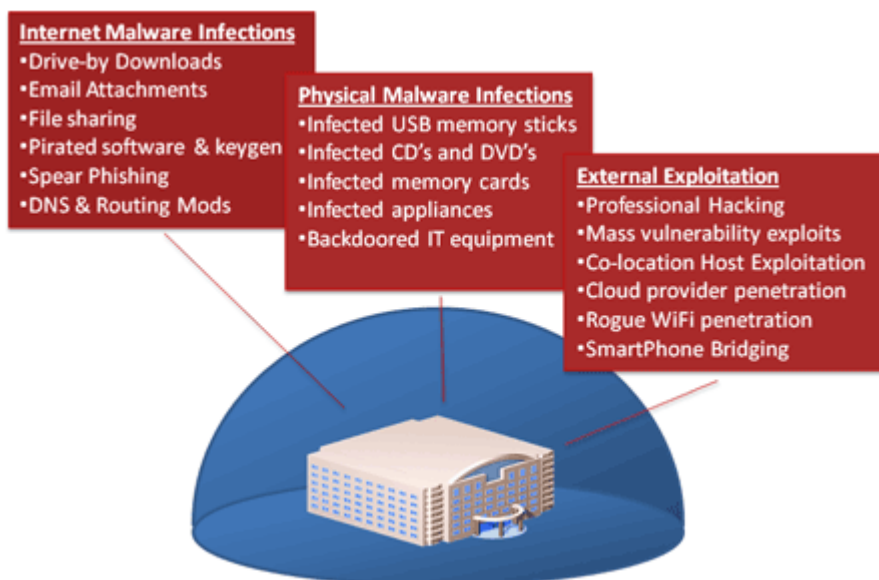 Internet Malware Infections
•Drive-by Downloads
•Email Attachments
•File sharing
•Pirated software & keygen
•Spear Phishing
•DNS & Routing Mods
Physical Malware Infections
•Infected USB memory sticks
•Infected CD's and DVD's
•Infected memory cards
•Infected appliances
•Backdoored IT equipment
External Exploitation
•Professional Hacking
•Mass vulnerability exploits
•Co-location Host Exploitation
•Cloud provider penetration
•Rogue WiFi penetration
•SmartPhone Bridging